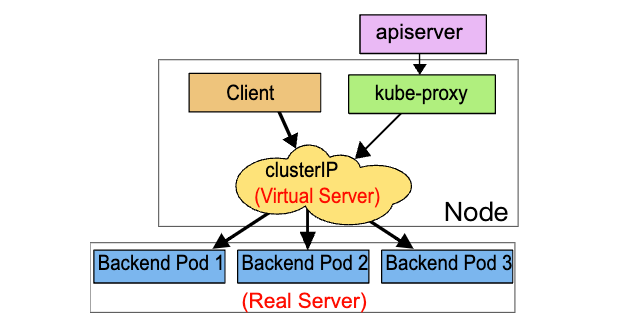 apiserver
Client
kube-proxy
clusterIP
(Virtual Server)
Node
Backend Pod 1
Backend Pod 2
Backend Pod 3
(Real Server)